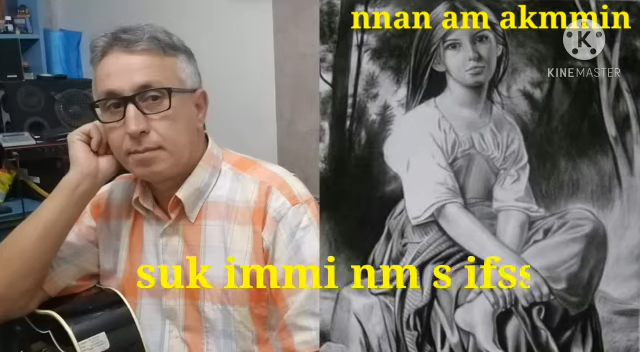 nnan am akmmin
K
KINEMASTER
suk immi nm s ifss